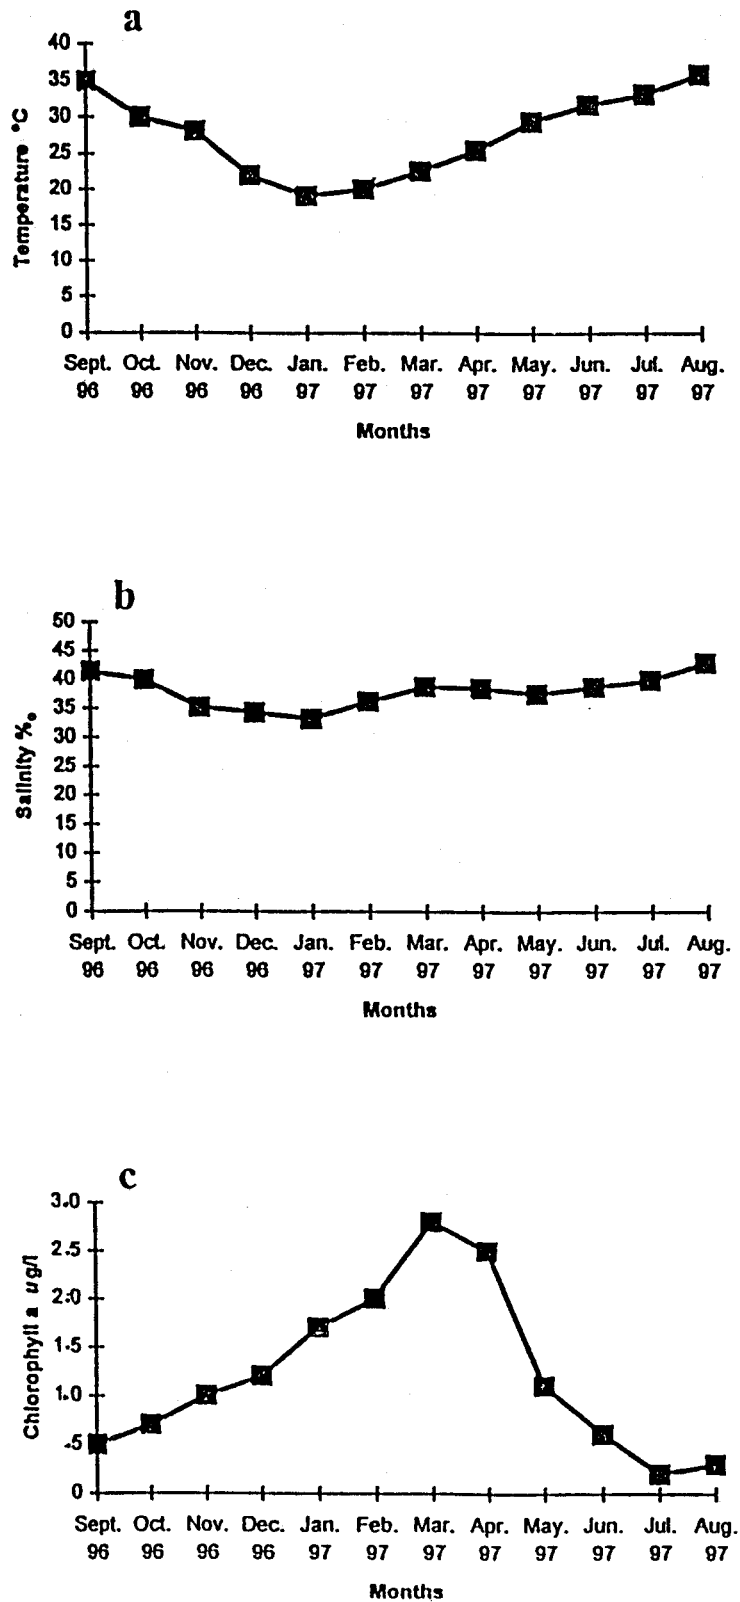 a
40
35
30
25
20
15
10
5
0
Temperature °C
Sept. Oct. Nov. Dec. Jan. Feb. Mar. Apr. May. Jun. Jul. Aug.
96 96 96 96 97 97 97 97 97 97 97 97
Months
b
50
45
40
35
30
25
20
15
10
5
0
Salinity ‰
Sept. Oct. Nov. Dec. Jan. Feb. Mar. Apr. May. Jun. Jul. Aug.
96 96 96 96 97 97 97 97 97 97 97 97
Months
c
3.0
2.5
2.0
1.5
1.0
.5
0
Chlorophyll a ug/l
Sept. Oct. Nov. Dec. Jan. Feb. Mar. Apr. May. Jun. Jul. Aug.
96 96 96 96 97 97 97 97 97 97 97 97
Months